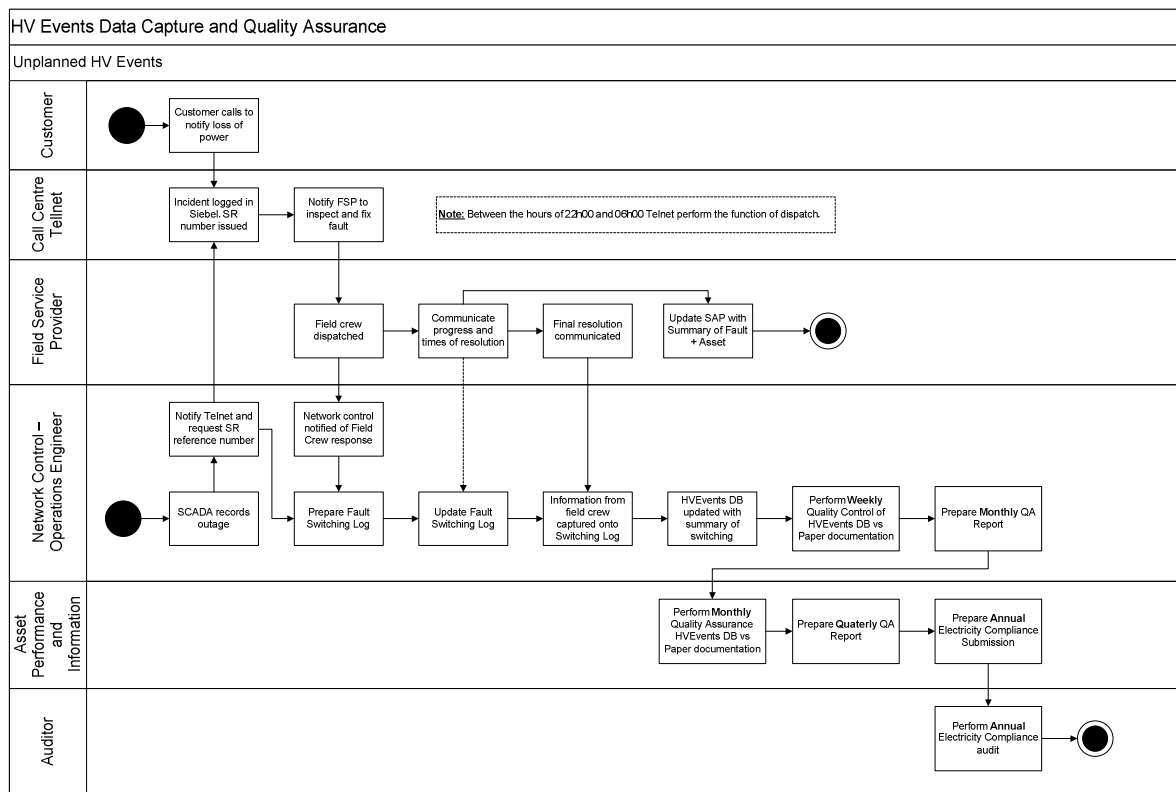 HV Events Data Capture and Quality Assurance
Unplanned HV Events
Customer
Customer calls to
notify loss of
power
Call Centre
Tellnet
Incident logged in
Siebel. SR
number issued
Notify FSP to
inspect and fix
fault
Note: Between the hours of 22h00 and 06h00 Telnet perform the function of dispatch.
Field Service
Provider
Field crew
dispatched
Communicate
progress and
times of resolution
Final resolution
communicated
Update SAP with
Summary of Fault
+ Asset
Network Control –
Operations Engineer
Notify Telnet and
request SR
reference number
Network control
notified of Field
Crew response
SCADA records
outage
Prepare Fault
Switching Log
Update Fault
Switching Log
Information from
field crew
captured onto
Switching Log
HVEvents DB
updated with
summary of
switching
Perform Weekly
Quality Control of
HVEvents DB vs
Paper documentation
Prepare Monthly QA
Report
Asset
Performance
and
Information
Perform Monthly
Quality Assurance
HVEvents DB vs
Paper documentation
Prepare Quaterly QA
Report
Prepare Annual
Electricity Compliance
Submission
Auditor
Perform Annual
Electricity Compliance
audit